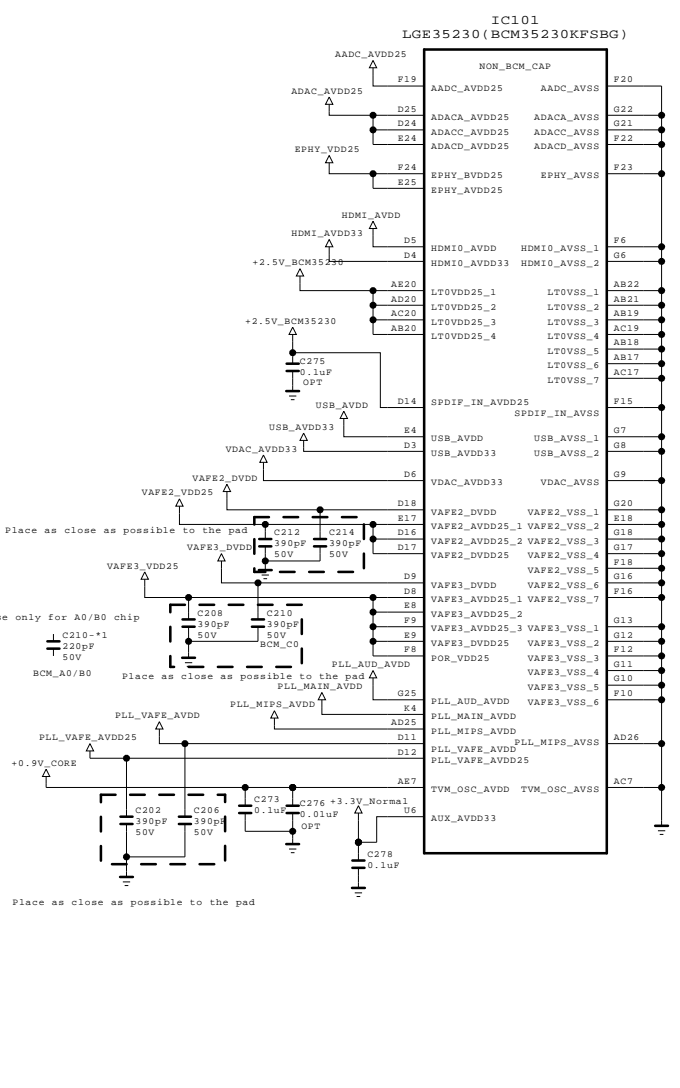 IC101
LGE35230(BCM35230KFSBG)
NON_BCM_CAP
AADC_AVDD25
F19
AADC_AVDD25
AADC_AVSS
F20
ADAC_AVDD25
D25
ADACA_AVDD25
ADACA_AVSS
G22
D24
ADACC_AVDD25
ADACC_AVSS
G21
E24
ADACD_AVDD25
ADACD_AVSS
F22
EPHY_VDD25
F24
EPHY_BVDD25
EPHY_AVSS
F23
E25
EPHY_AVDD25
HDMI_AVDD
D5
HDMI0_AVDD
HDMI0_AVSS_1
F6
HDMI_AVDD33
D4
HDMI0_AVDD33
HDMI0_AVSS_2
G6
+2.5V_BCM35230
AE20
LT0VDD25_1
LT0VSS_1
AB22
AD20
LT0VDD25_2
LT0VSS_2
AB21
AC20
LT0VDD25_3
LT0VSS_3
AB19
AB20
LT0VDD25_4
LT0VSS_4
AC19
LT0VSS_5
AB18
LT0VSS_6
AB17
LT0VSS_7
AC17
+2.5V_BCM35230
C275
0.1uF
OPT
D14
SPDIF_IN_AVDD25
SPDIF_IN_AVSS
F15
USB_AVDD
E4
USB_AVDD
USB_AVSS_1
G7
USB_AVDD33
D3
USB_AVDD33
USB_AVSS_2
G8
VDAC_AVDD33
D6
VDAC_AVDD33
VDAC_AVSS
G9
VAFE2_DVDD
D18
VAFE2_DVDD
VAFE2_VSS_1
G20
VAFE2_VDD25
E17
VAFE2_AVDD25_1
VAFE2_VSS_2
E18
D16
VAFE2_AVDD25_2
VAFE2_VSS_3
G18
D17
VAFE2_DVDD25
VAFE2_VSS_4
G17
VAFE2_VSS_5
F18
VAFE2_VSS_6
G16
VAFE2_VSS_7
F16
Place as close as possible to the pad
C212
390pF
50V
C214
390pF
50V
VAFE3_DVDD
D9
VAFE3_DVDD
VAFE3_VDD25
D8
VAFE3_AVDD25_1
E8
VAFE3_AVDD25_2
F9
VAFE3_AVDD25_3
VAFE3_VSS_1
G13
E9
VAFE3_DVDD25
VAFE3_VSS_2
G12
F8
POR_VDD25
VAFE3_VSS_3
F12
VAFE3_VSS_4
G11
VAFE3_VSS_5
G10
VAFE3_VSS_6
F10
se only for A0/B0 chip
C210-*1
220pF
50V
BCM_A0/B0
C208
390pF
50V
C210
390pF
50V
BCM_C0
Place as close as possible to the pad
PLL_AUD_AVDD
G25
PLL_AUD_AVDD
PLL_MAIN_AVDD
K4
PLL_MAIN_AVDD
PLL_MIPS_AVDD
AD25
PLL_MIPS_AVDD
PLL_VAFE_AVDD
D11
PLL_VAFE_AVDD
PLL_MIPS_AVSS
AD26
PLL_VAFE_AVDD25
D12
PLL_VAFE_AVDD25
+0.9V_CORE
AE7
TVM_OSC_AVDD
TVM_OSC_AVSS
AC7
C202
390pF
50V
C206
390pF
50V
C273
0.1uF
C276
0.01uF
OPT
+3.3V_Normal
U6
AUX_AVDD33
C278
0.1uF
Place as close as possible to the pad